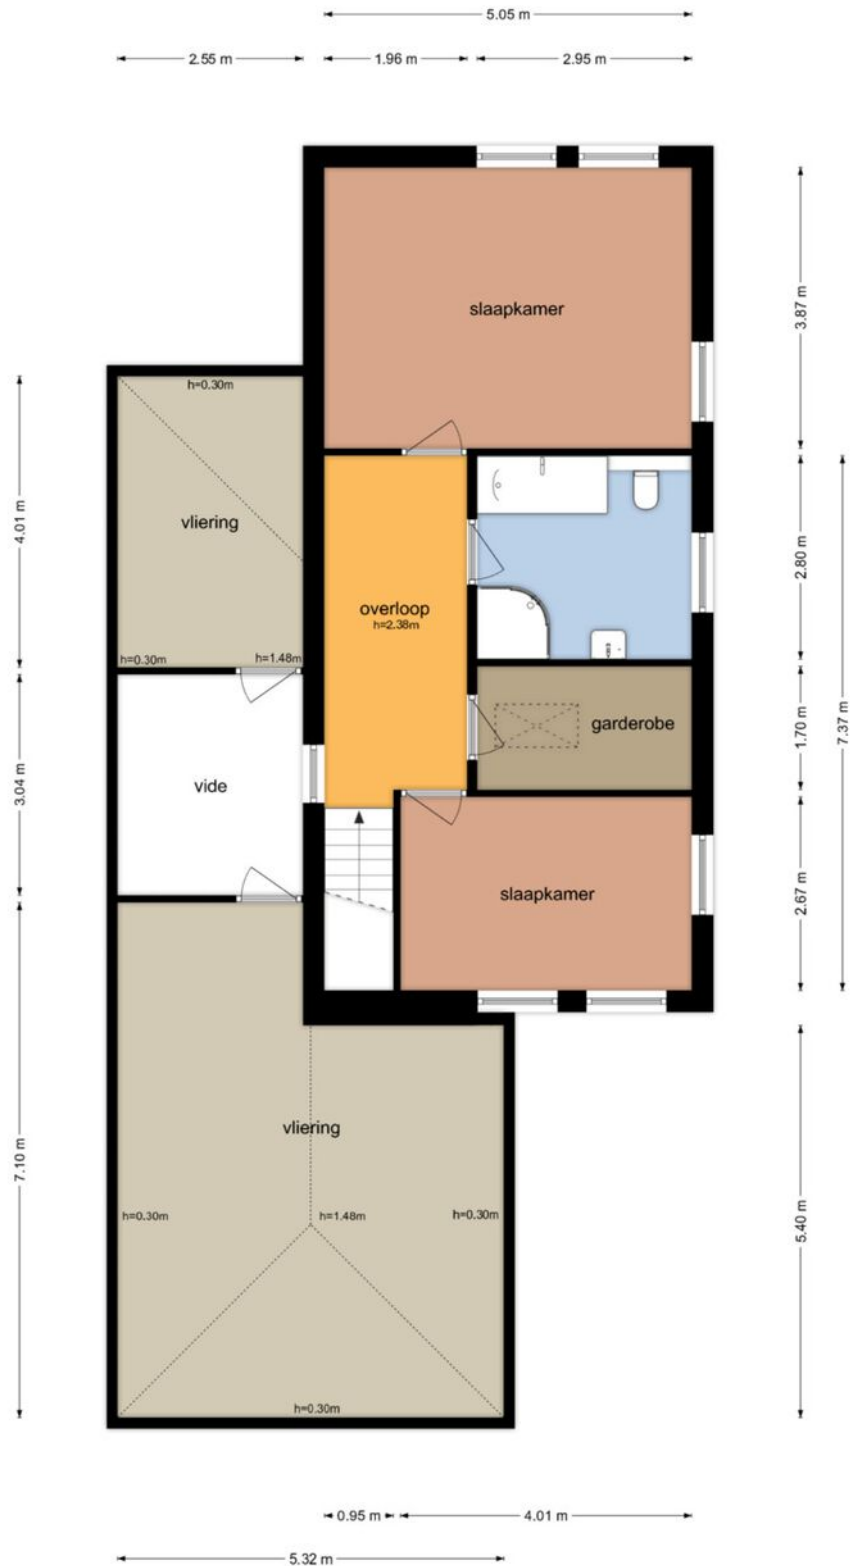 5.05 m
2.55 m
1.96 m
2.95 m
3.87 m
slaapkamer
h=0.30m
4.01 m
vliering
2.80 m
overloop
h=2.38m
h=0.30m
h=1.48m
1.70 m
garderobe
7.37 m
3.04 m
vide
2.67 m
slaapkamer
7.10 m
vliering
h=0.30m
h=1.48m
h=0.30m
5.40 m
h=0.30m
0.95 m
4.01 m
5.32 m